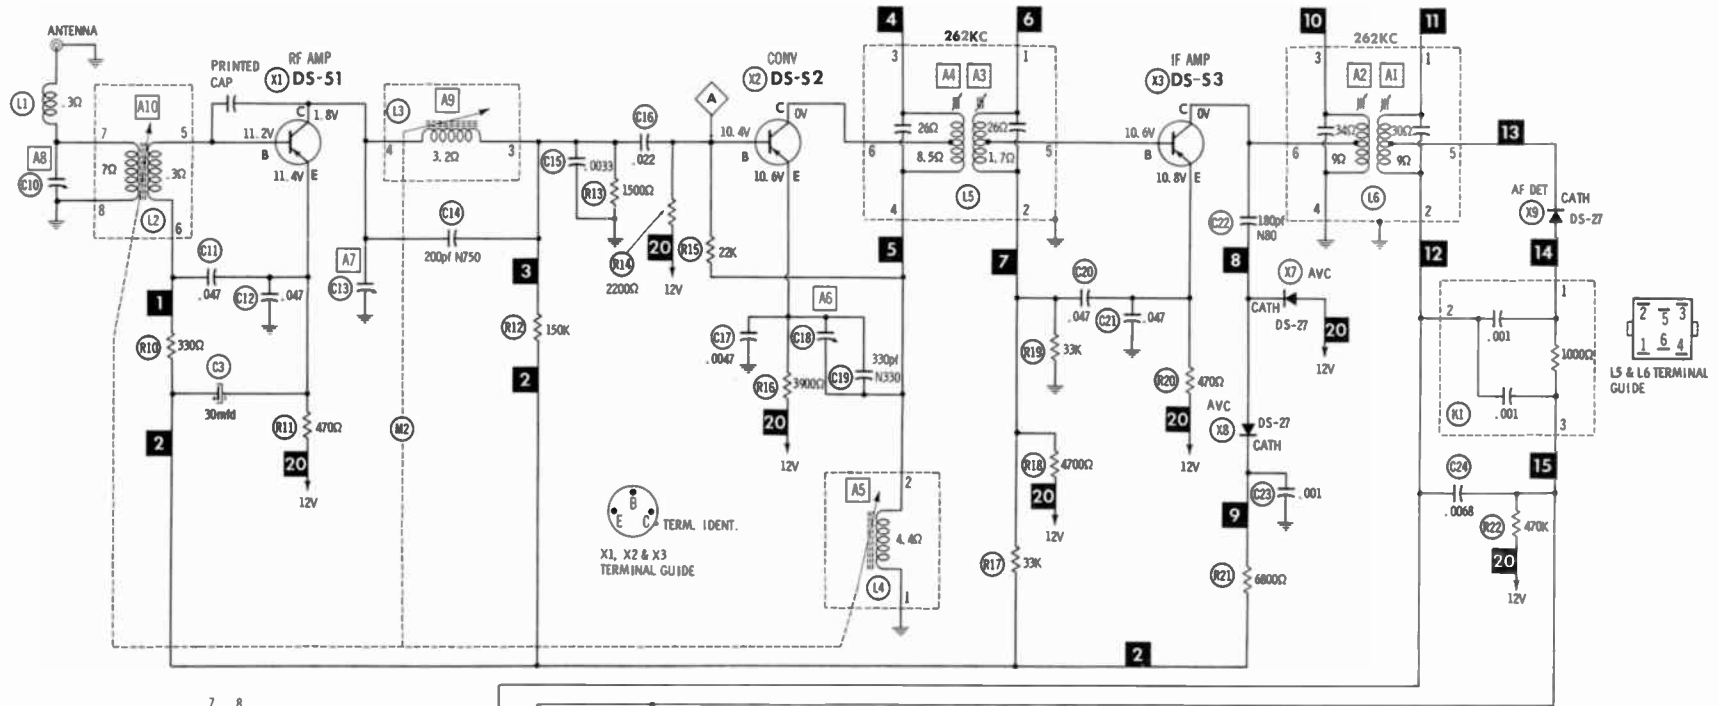 ANTENNA
L1
.3Ω
A8
C10
PRINTED
CAP
A10
7
5
7Ω
.3Ω
8
6
L2
RF AMP
X1 DS-51
C
1.8V
11.2V
B
11.4V
E
C11
.047
C12
.047
1
R10
330Ω
C3
30mfd
2
R11
470Ω
20
12V
A7
C13
L3
A9
4
3.2Ω
3
C14
200pf N750
M2
3
R12
150K
2
C15
.0033
C16
.022
R13
1500Ω
R14
2200Ω
20
12V
R15
22K
A
CONV
X2 DS-52
C
0V
10.4V
B
10.6V
E
C17
.0047
A6
C18
330pf
N330
C19
R16
3900Ω
20
12V
B
E
C
TERM. IDENT.
X1, X2 & X3
TERMINAL GUIDE
A5
2
4.4Ω
L4
1
4
6
262KC
3
1
A4
A3
26Ω
26Ω
6
8.5Ω
1.7Ω
5
L5
4
2
5
7
C20
.047
C21
.047
R19
33K
R18
4700Ω
20
12V
R17
33K
2
IF AMP
X3 DS-53
C
0V
10.6V
B
10.8V
E
R20
470Ω
20
12V
C22
180pf
N80
8
X7 AVC
CATH
DS-27
20
12V
AVC
X8
DS-27
CATH
C23
.001
9
R21
6800Ω
10
11
262KC
3
1
A2
A1
34Ω
30Ω
6
9Ω
9Ω
5
L6
4
2
12
13
AF DET
X9
CATH
DS-27
14
1
2
.001
1000Ω
.001
K1
3
15
C24
.0068
R22
470K
20
12V
2 5 3
1 6 4
L5 & L6 TERMINAL
GUIDE
7 8